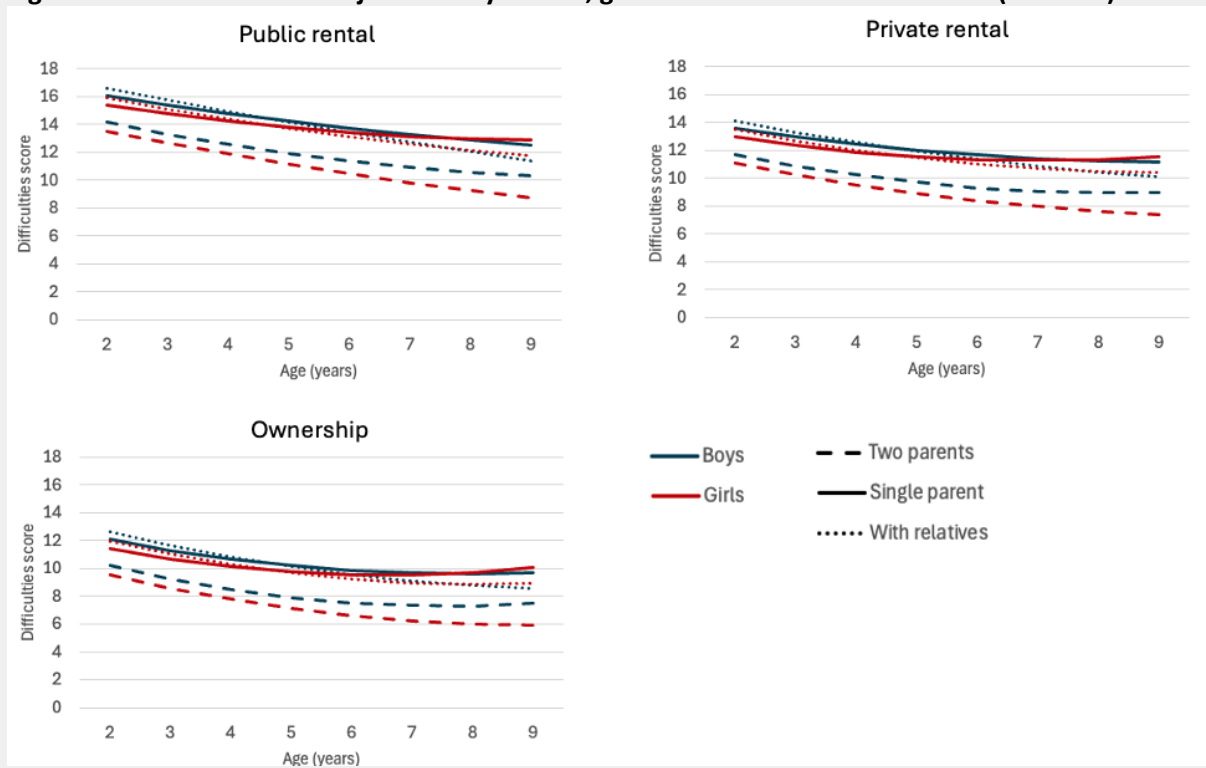 Public rental
18
16
14
12
10
8
6
4
2
0
Difficulties score
2 3 4 5 6 7 8 9
Age (years)
Private rental
18
16
14
12
10
8
6
4
2
0
Difficulties score
2 3 4 5 6 7 8 9
Age (years)
Ownership
18
16
14
12
10
8
6
4
2
0
Difficulties score
2 3 4 5 6 7 8 9
Age (years)
Boys
Girls
Two parents
Single parent
With relatives